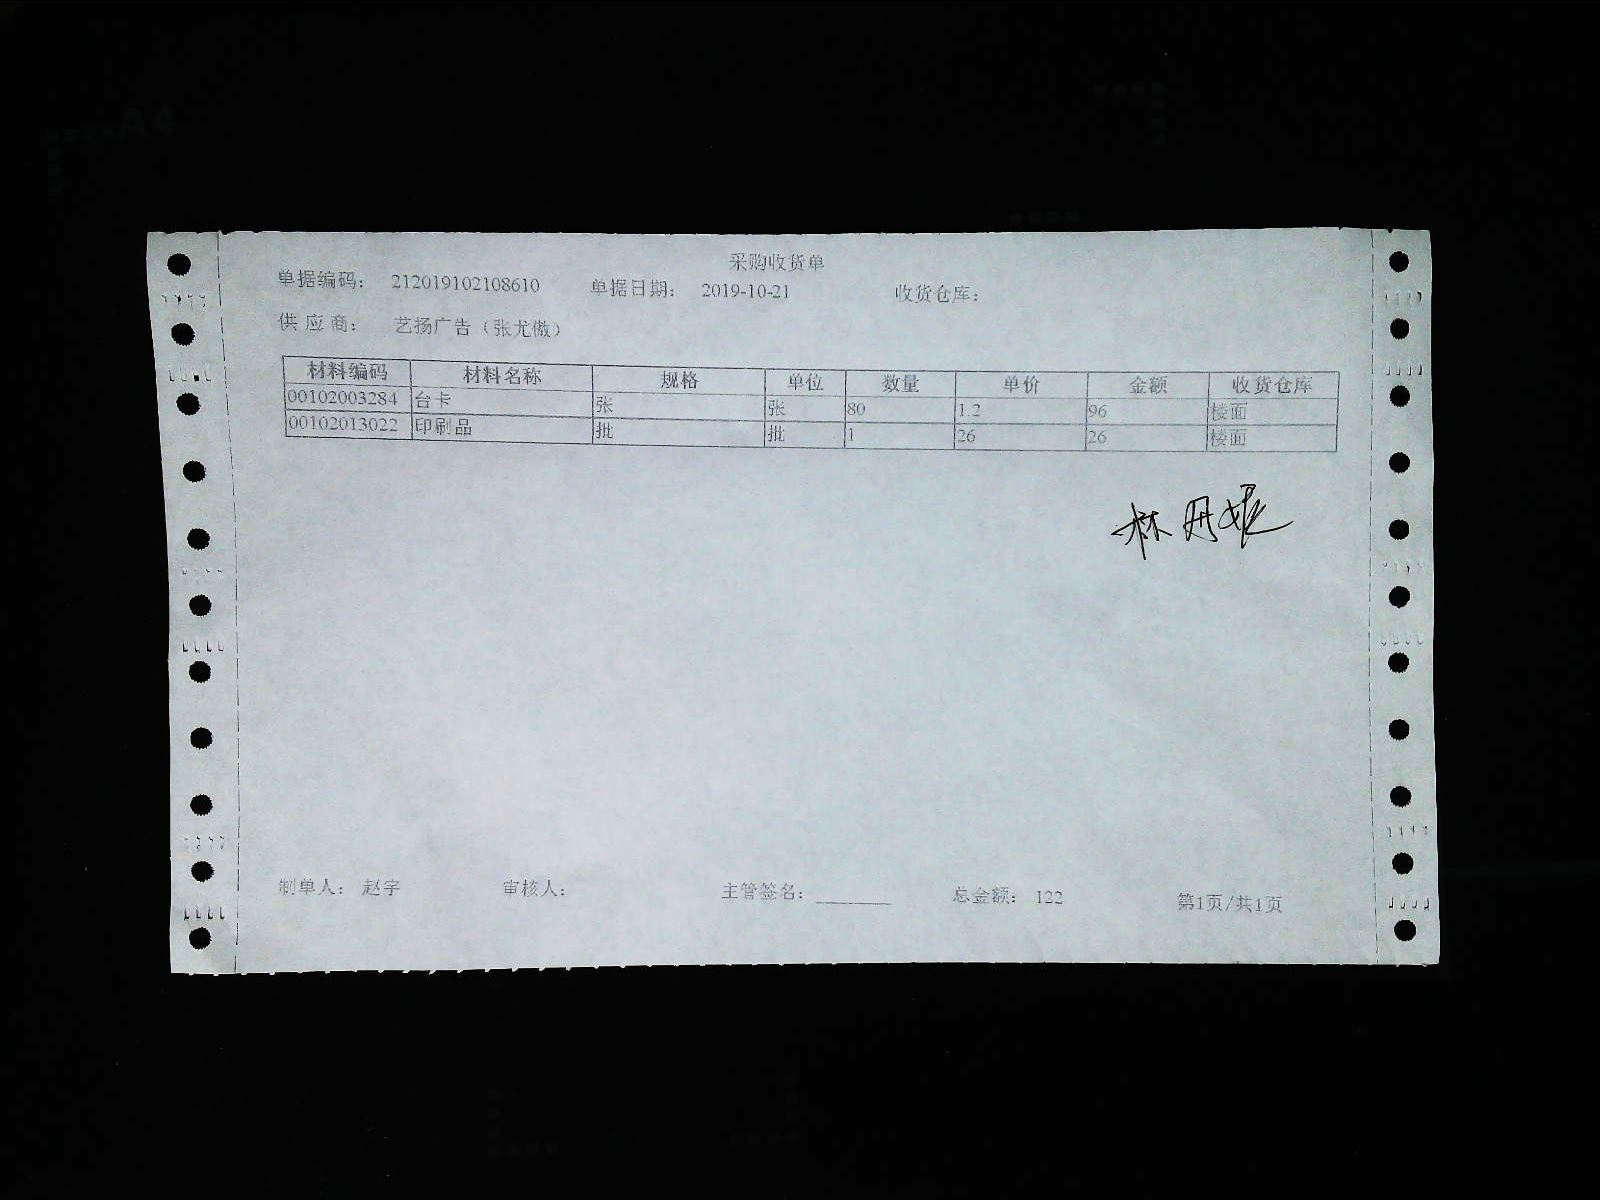 采购收货单
单据编码： 212019102108610 单据日期： 2019-10-21 收货仓库：
供应商： 艺扬广告（张尤傲）
材料编码 材料名称 规格 单位 数量 单价 金额 收货仓库
00102003284 台卡 张 张 80 1.2 96 楼面
00102013022 印刷品 批 批 1 26 26 楼面
制单人： 赵宇 审核人： 主管签名：________ 总金额： 122 第1页/共1页